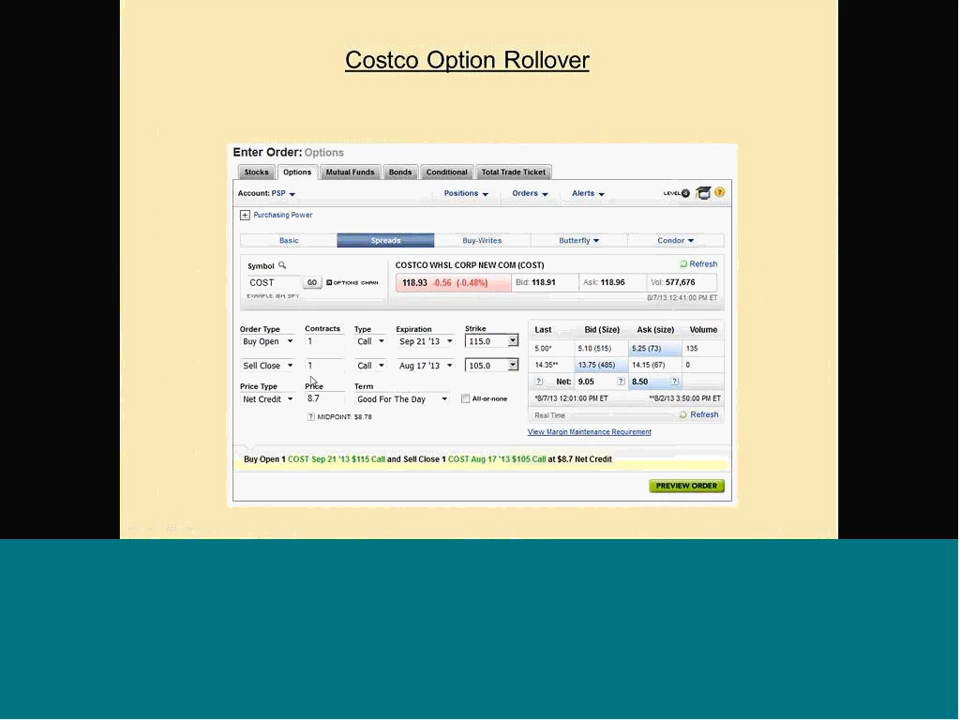 Costco Option Rollover
Enter Order: Options
Stocks Options Mutual Funds Bonds Conditional Total Trade Ticket
Account: PSP Positions Orders Alerts LEVEL
+ Purchasing Power
Basic Spreads Buy-Writes Butterfly Condor
Symbol COSTCO WHSL CORP NEW COM (COST) Refresh
COST GO OPTIONS CHAIN 118.93 -0.56 (-0.48%) Bid: 118.91 Ask: 118.96 Vol: 577,676
EXAMPLE: IBM, SPY 8/7/13 12:41:00 PM ET
Order Type Contracts Type Expiration Strike Last Bid (Size) Ask (size) Volume
Buy Open 1 Call Sep 21 '13 115.0 5.00* 5.10 (515) 5.25 (73) 135
Sell Close 1 Call Aug 17 '13 105.0 14.35** 13.75 (485) 14.15 (67) 0
Price Type Price Term ? Net: 9.05 ? 8.50 ?
Net Credit 8.7 Good For The Day All-or-none *8/7/13 12:01:00 PM ET **8/2/13 3:50:00 PM ET
? MIDPOINT: $8.78 Real Time Refresh
View Margin Maintenance Requirement
Buy Open 1 COST Sep 21 '13 $115 Call and Sell Close 1 COST Aug 17 '13 $105 Call at $8.7 Net Credit
PREVIEW ORDER